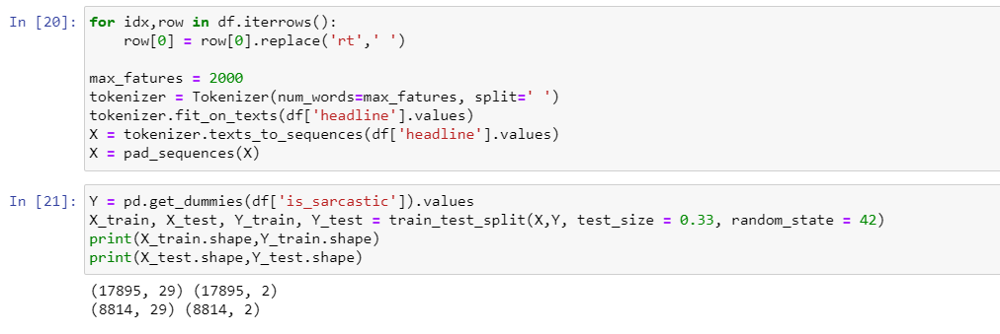 In [20]: for idx,row in df.iterrows():
    row[0] = row[0].replace('rt',' ')
max_fatures = 2000
tokenizer = Tokenizer(num_words=max_fatures, split=' ')
tokenizer.fit_on_texts(df['headline'].values)
X = tokenizer.texts_to_sequences(df['headline'].values)
X = pad_sequences(X)
In [21]: Y = pd.get_dummies(df['is_sarcastic']).values
X_train, X_test, Y_train, Y_test = train_test_split(X,Y, test_size = 0.33, random_state = 42)
print(X_train.shape,Y_train.shape)
print(X_test.shape,Y_test.shape)
(17895, 29) (17895, 2)
(8814, 29) (8814, 2)